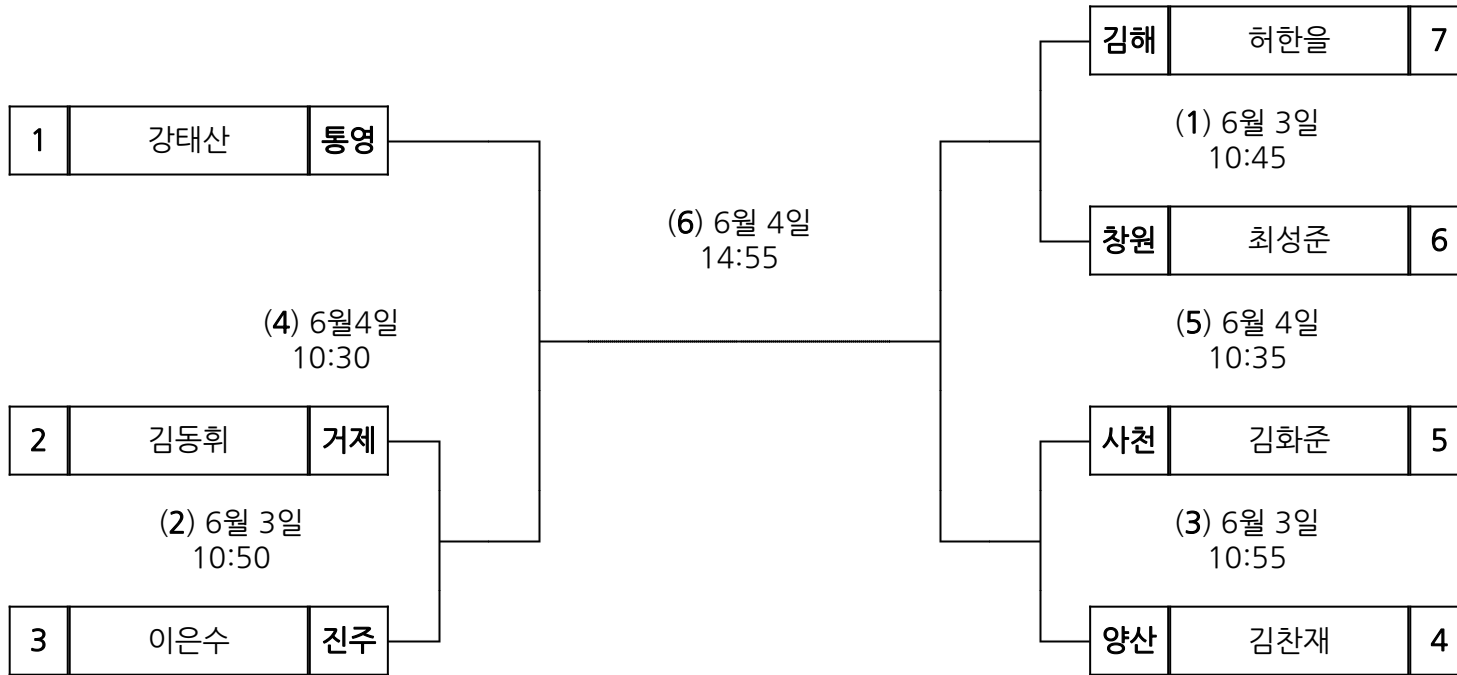 김해 허한을 7
1 강태산 통영
(1) 6월 3일
10:45
(6) 6월 4일
14:55
창원 최성준 6
(4) 6월4일
10:30
(5) 6월 4일
10:35
2 김동휘 거제
사천 김화준 5
(2) 6월 3일
10:50
(3) 6월 3일
10:55
3 이은수 진주
양산 김찬재 4